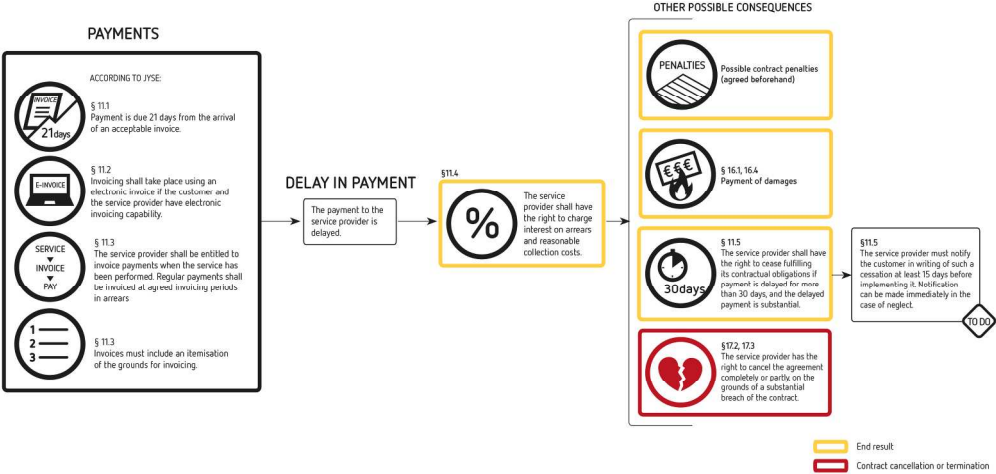 PAYMENTS
ACCORDING TO JYSE:
INVOICE
21days
§ 11.1
Payment is due 21 days from the arrival
of an acceptable invoice.
E-INVOICE
§ 11.2
Invoicing shall take place using an
electronic invoice if the customer and
the service provider have electronic
invoicing capability.
SERVICE
INVOICE
PAY
§ 11.3
The service provider shall be entitled to
invoice payments when the service has
been performed. Regular payments shall
be invoiced at agreed invoicing periods
in arrears
1
2
3
§ 11.3
Invoices must include an itemisation
of the grounds for invoicing.
DELAY IN PAYMENT
The payment to the
service provider is
delayed.
§11.4
%
The service
provider shall have
the right to charge
interest on arrears
and reasonable
collection costs.
OTHER POSSIBLE CONSEQUENCES
PENALTIES
Possible contract penalties
(agreed beforehand)
€€€
§ 16.1, 16.4
Payment of damages
30days
§ 11.5
The service provider shall have
the right to cease fulfilling
its contractual obligations if
payment is delayed for more
than 30 days, and the delayed
payment is substantial.
§11.5
The service provider must notify
the customer in writing of such a
cessation at least 15 days before
implementing it. Notification
can be made immediately in the
case of neglect.
TO DO
§17.2, 17.3
The service provider has the
right to cancel the agreement
completely or partly, on the
grounds of a substantial
breach of the contract.
End result
Contract cancellation or termination